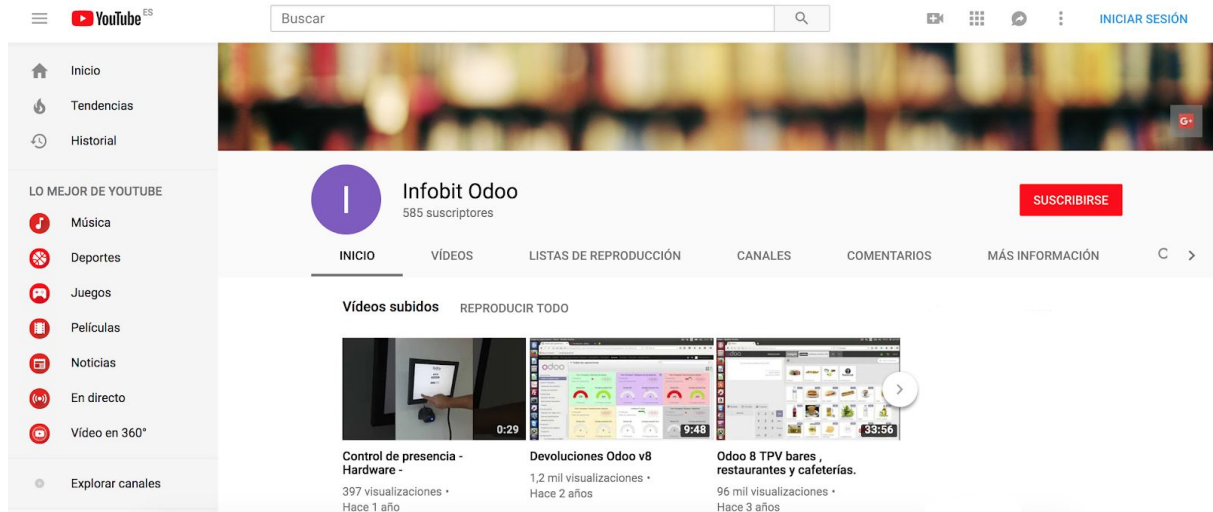 YouTube ES
Buscar
INICIAR SESIÓN
Inicio
Tendencias
Historial
G+
LO MEJOR DE YOUTUBE
Música
Deportes
Juegos
Películas
Noticias
En directo
Vídeo en 360°
Explorar canales
I
Infobit Odoo
585 suscriptores
SUSCRIBIRSE
INICIO VÍDEOS LISTAS DE REPRODUCCIÓN CANALES COMENTARIOS MÁS INFORMACIÓN
Vídeos subidos REPRODUCIR TODO
0:29
Control de presencia -
Hardware -
397 visualizaciones •
Hace 1 año
odoo
9:48
Devoluciones Odoo v8
1,2 mil visualizaciones •
Hace 2 años
odoo
33:56
Odoo 8 TPV bares ,
restaurantes y cafeterías.
96 mil visualizaciones •
Hace 3 años